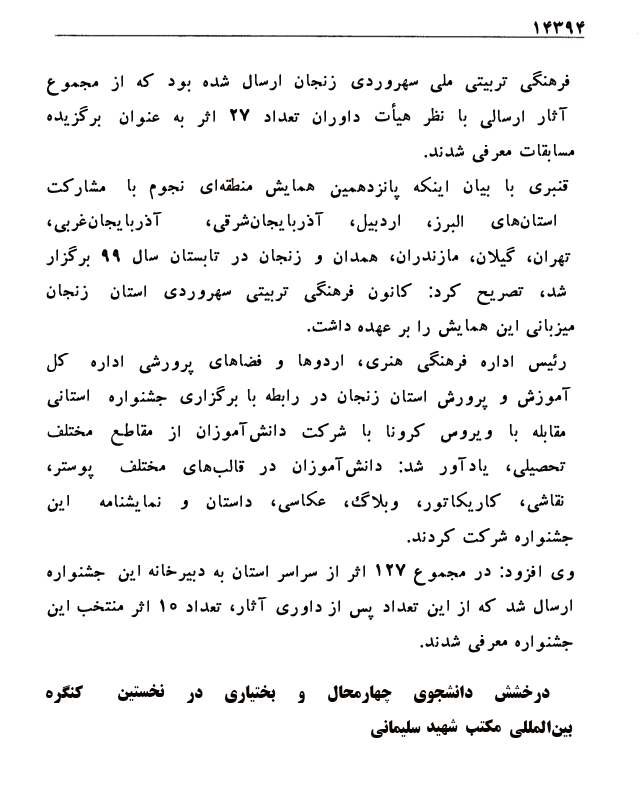 ۱۴۳۹۴
فرهنگی تربیتی ملی سهروردی زنجان ارسال شده بود که از مجموع
آثار ارسالی با نظر هیأت داوران تعداد ۲۷ اثر به عنوان برگزیده
مسابقات معرفی شدند.
قنبری با بیان اینکه پانزدهمین همایش منطقه‌ای نجوم با مشارکت
استان‌های البرز، اردبیل، آذربایجان‌شرقی، آذربایجان‌غربی،
تهران، گیلان، مازندران، همدان و زنجان در تابستان سال ۹۹ برگزار
شد، تصریح کرد: کانون فرهنگی تربیتی سهروردی استان زنجان
میزبانی این همایش را بر عهده داشت.
رئیس اداره فرهنگی هنری، اردوها و فضاهای پرورشی اداره کل
آموزش و پرورش استان زنجان در رابطه با برگزاری جشنواره استانی
مقابله با ویروس کرونا با شرکت دانش‌آموزان از مقاطع مختلف
تحصیلی، یادآور شد: دانش‌آموزان در قالب‌های مختلف پوستر،
نقاشی، کاریکاتور، وبلاگ، عکاسی، داستان و نمایشنامه این
جشنواره شرکت کردند.
وی افزود: در مجموع ۱۲۷ اثر از سراسر استان به دبیرخانه این جشنواره
ارسال شد که از این تعداد پس از داوری آثار، تعداد ۱۰ اثر منتخب این
جشنواره معرفی شدند.
درخشش دانشجوی چهارمحال و بختیاری در نخستین کنگره
بین‌المللی مکتب شهید سلیمانی